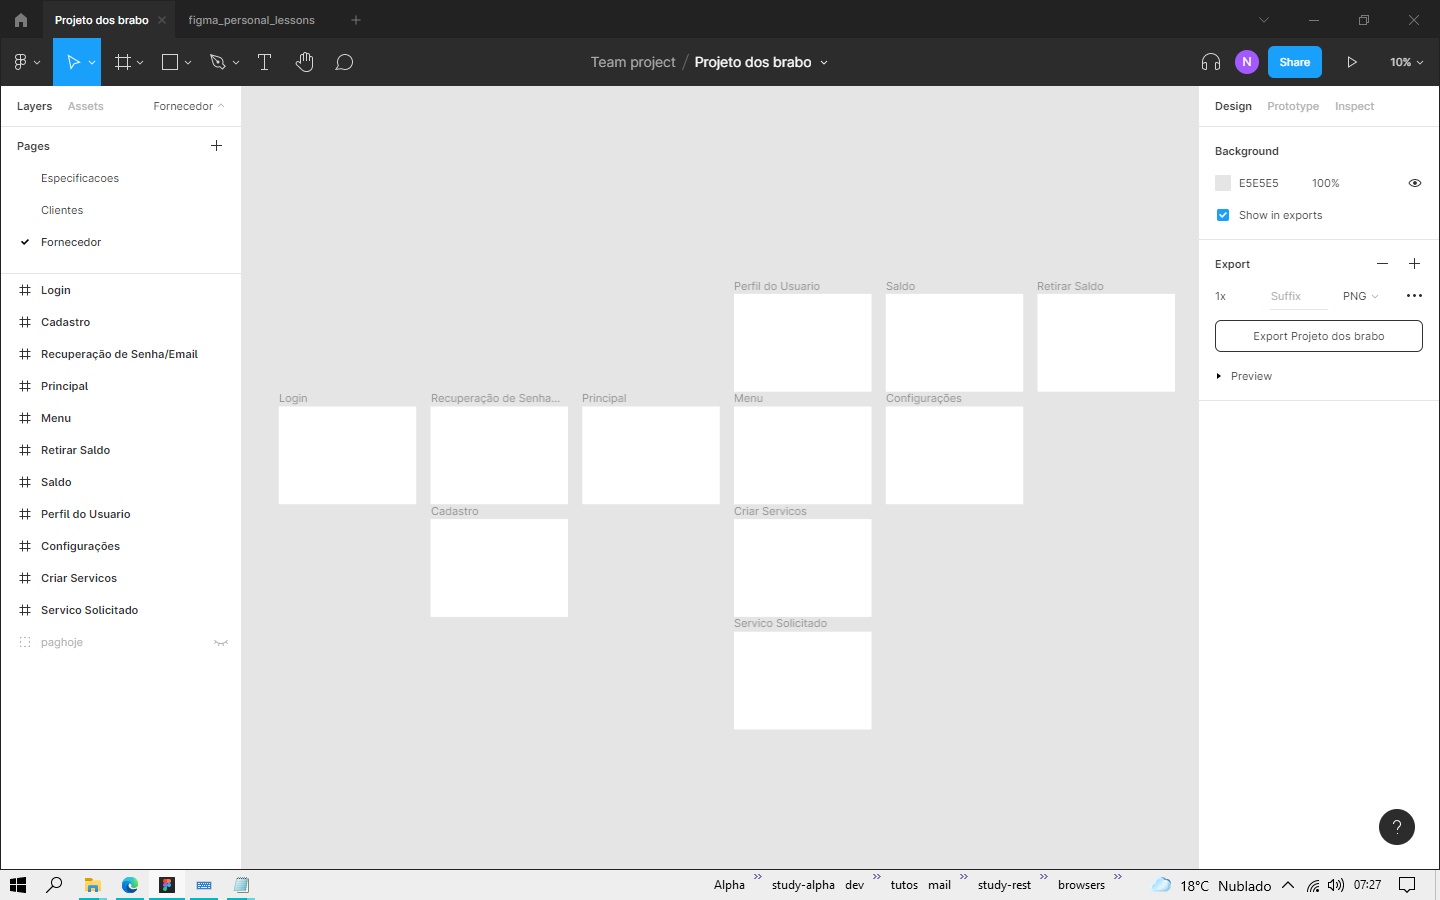 Projeto dos brabo
figma_personal_lessons
Team project / Projeto dos brabo
N
Share
10%
Layers
Assets
Fornecedor
Pages
Especificacoes
Clientes
Fornecedor
Login
Cadastro
Recuperação de Senha/Email
Principal
Menu
Retirar Saldo
Saldo
Perfil do Usuario
Configurações
Criar Servicos
Servico Solicitado
paghoje
Perfil do Usuario
Saldo
Retirar Saldo
Login
Recuperação de Senha...
Principal
Menu
Configurações
Cadastro
Criar Servicos
Servico Solicitado
Design
Prototype
Inspect
Background
E5E5E5
100%
Show in exports
Export
1x
Suffix
PNG
Export Projeto dos brabo
Preview
?
Alpha
study-alpha
dev
tutos
mail
study-rest
browsers
18°C
Nublado
07:27